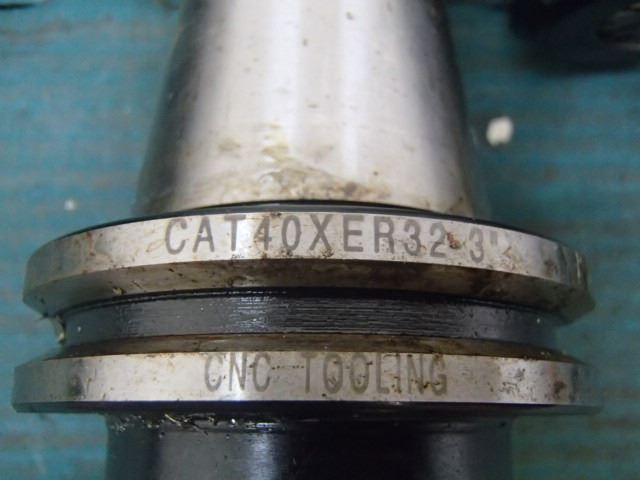 CAT40XER32 3"
CNC TOOLING